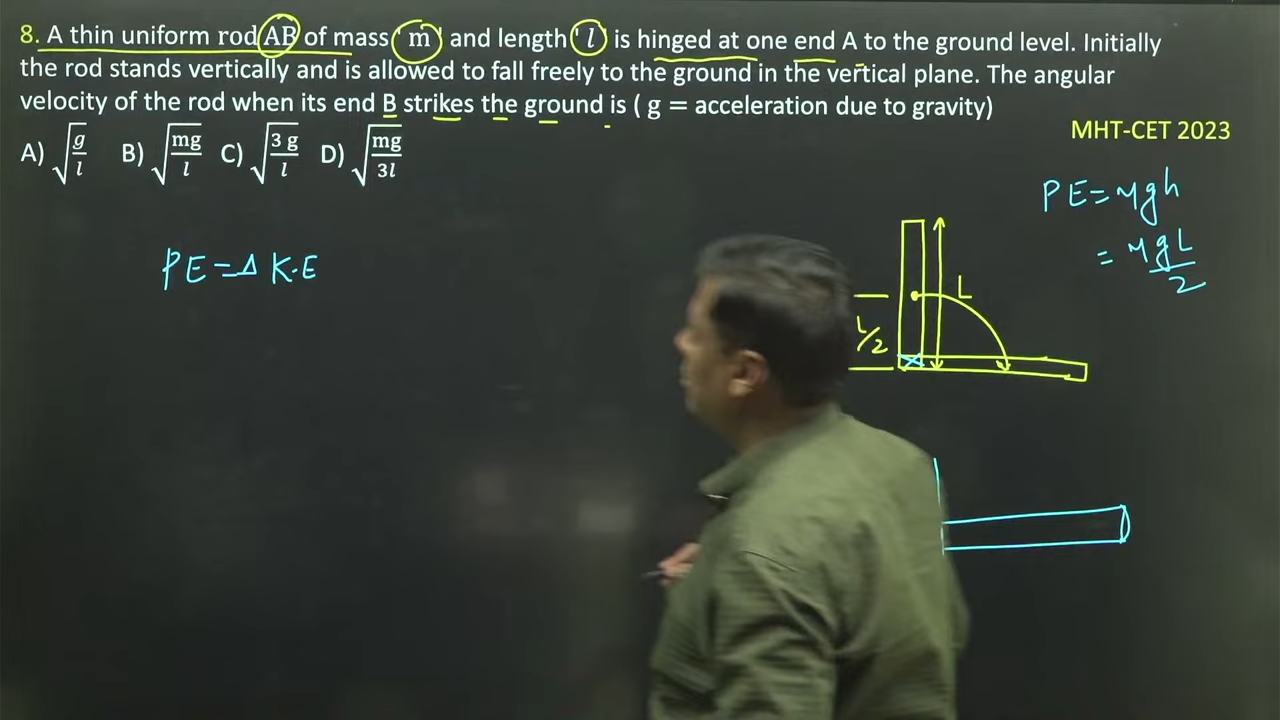 8. A thin uniform rod AB of mass 'm' and length 'l' is hinged at one end A to the ground level. Initially
the rod stands vertically and is allowed to fall freely to the ground in the vertical plane. The angular
velocity of the rod when its end B strikes the ground is ( g = acceleration due to gravity)
MHT-CET 2023
A) √(g/l) B) √(mg/l) C) √(3 g/l) D) √(mg/3l)
PE = Mgh
= MgL/2
PE = Δ K.E
L
L/2